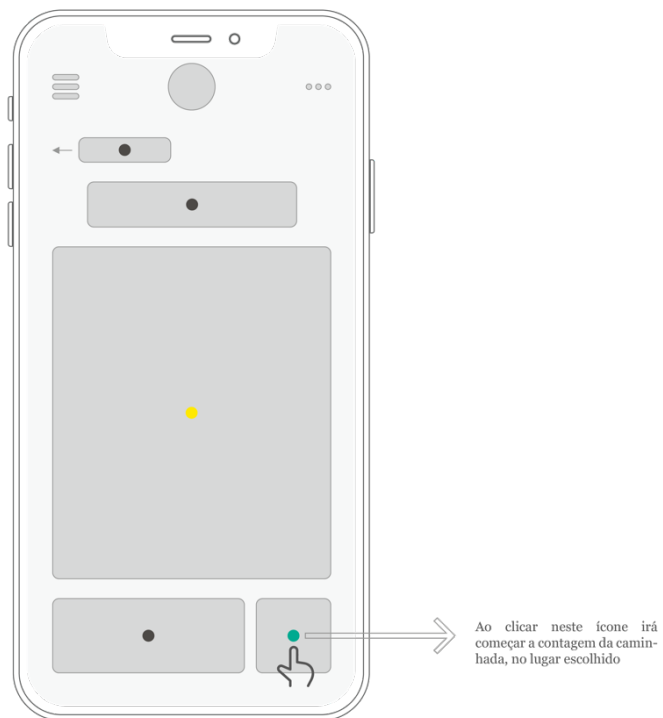 Ao clicar neste ícone irá
começar a contagem da camin-
hada, no lugar escolhido